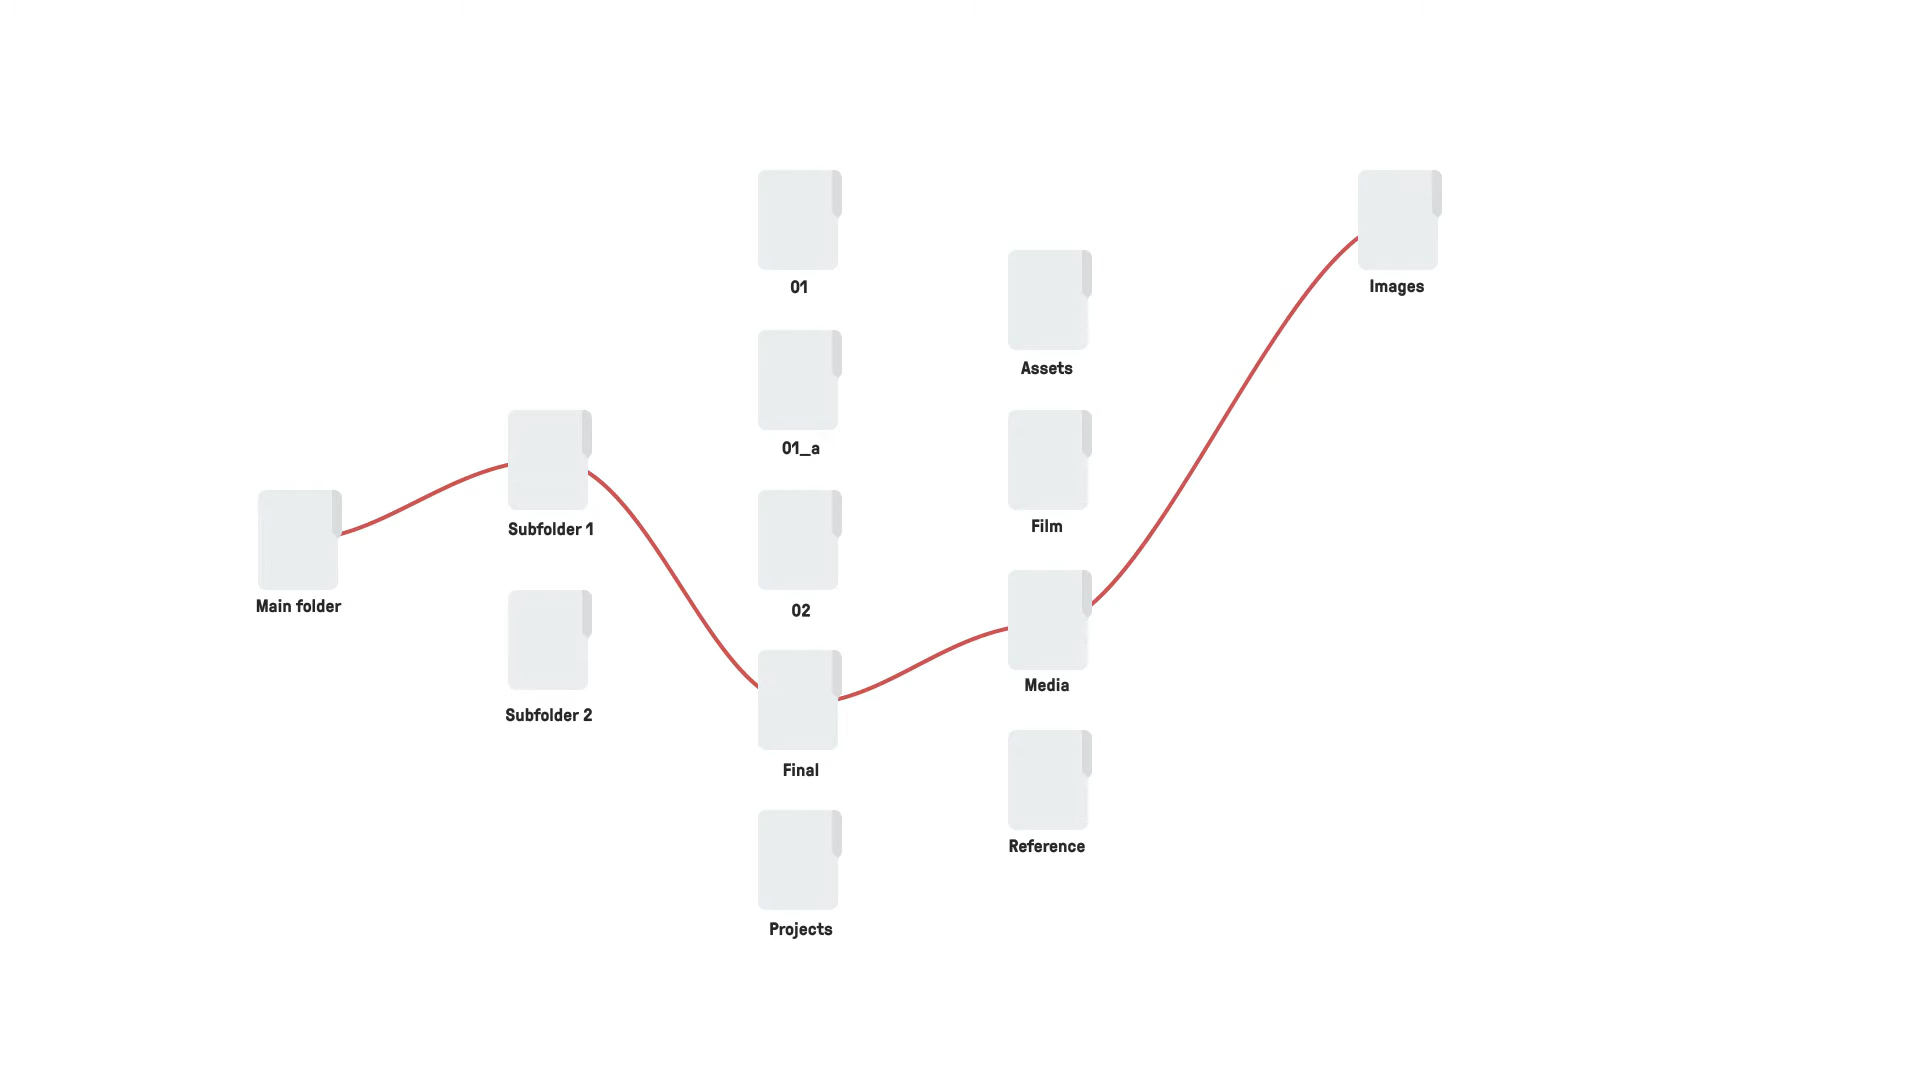 Main folder
Subfolder 1
Subfolder 2
01
01_a
02
Final
Projects
Assets
Film
Media
Reference
Images